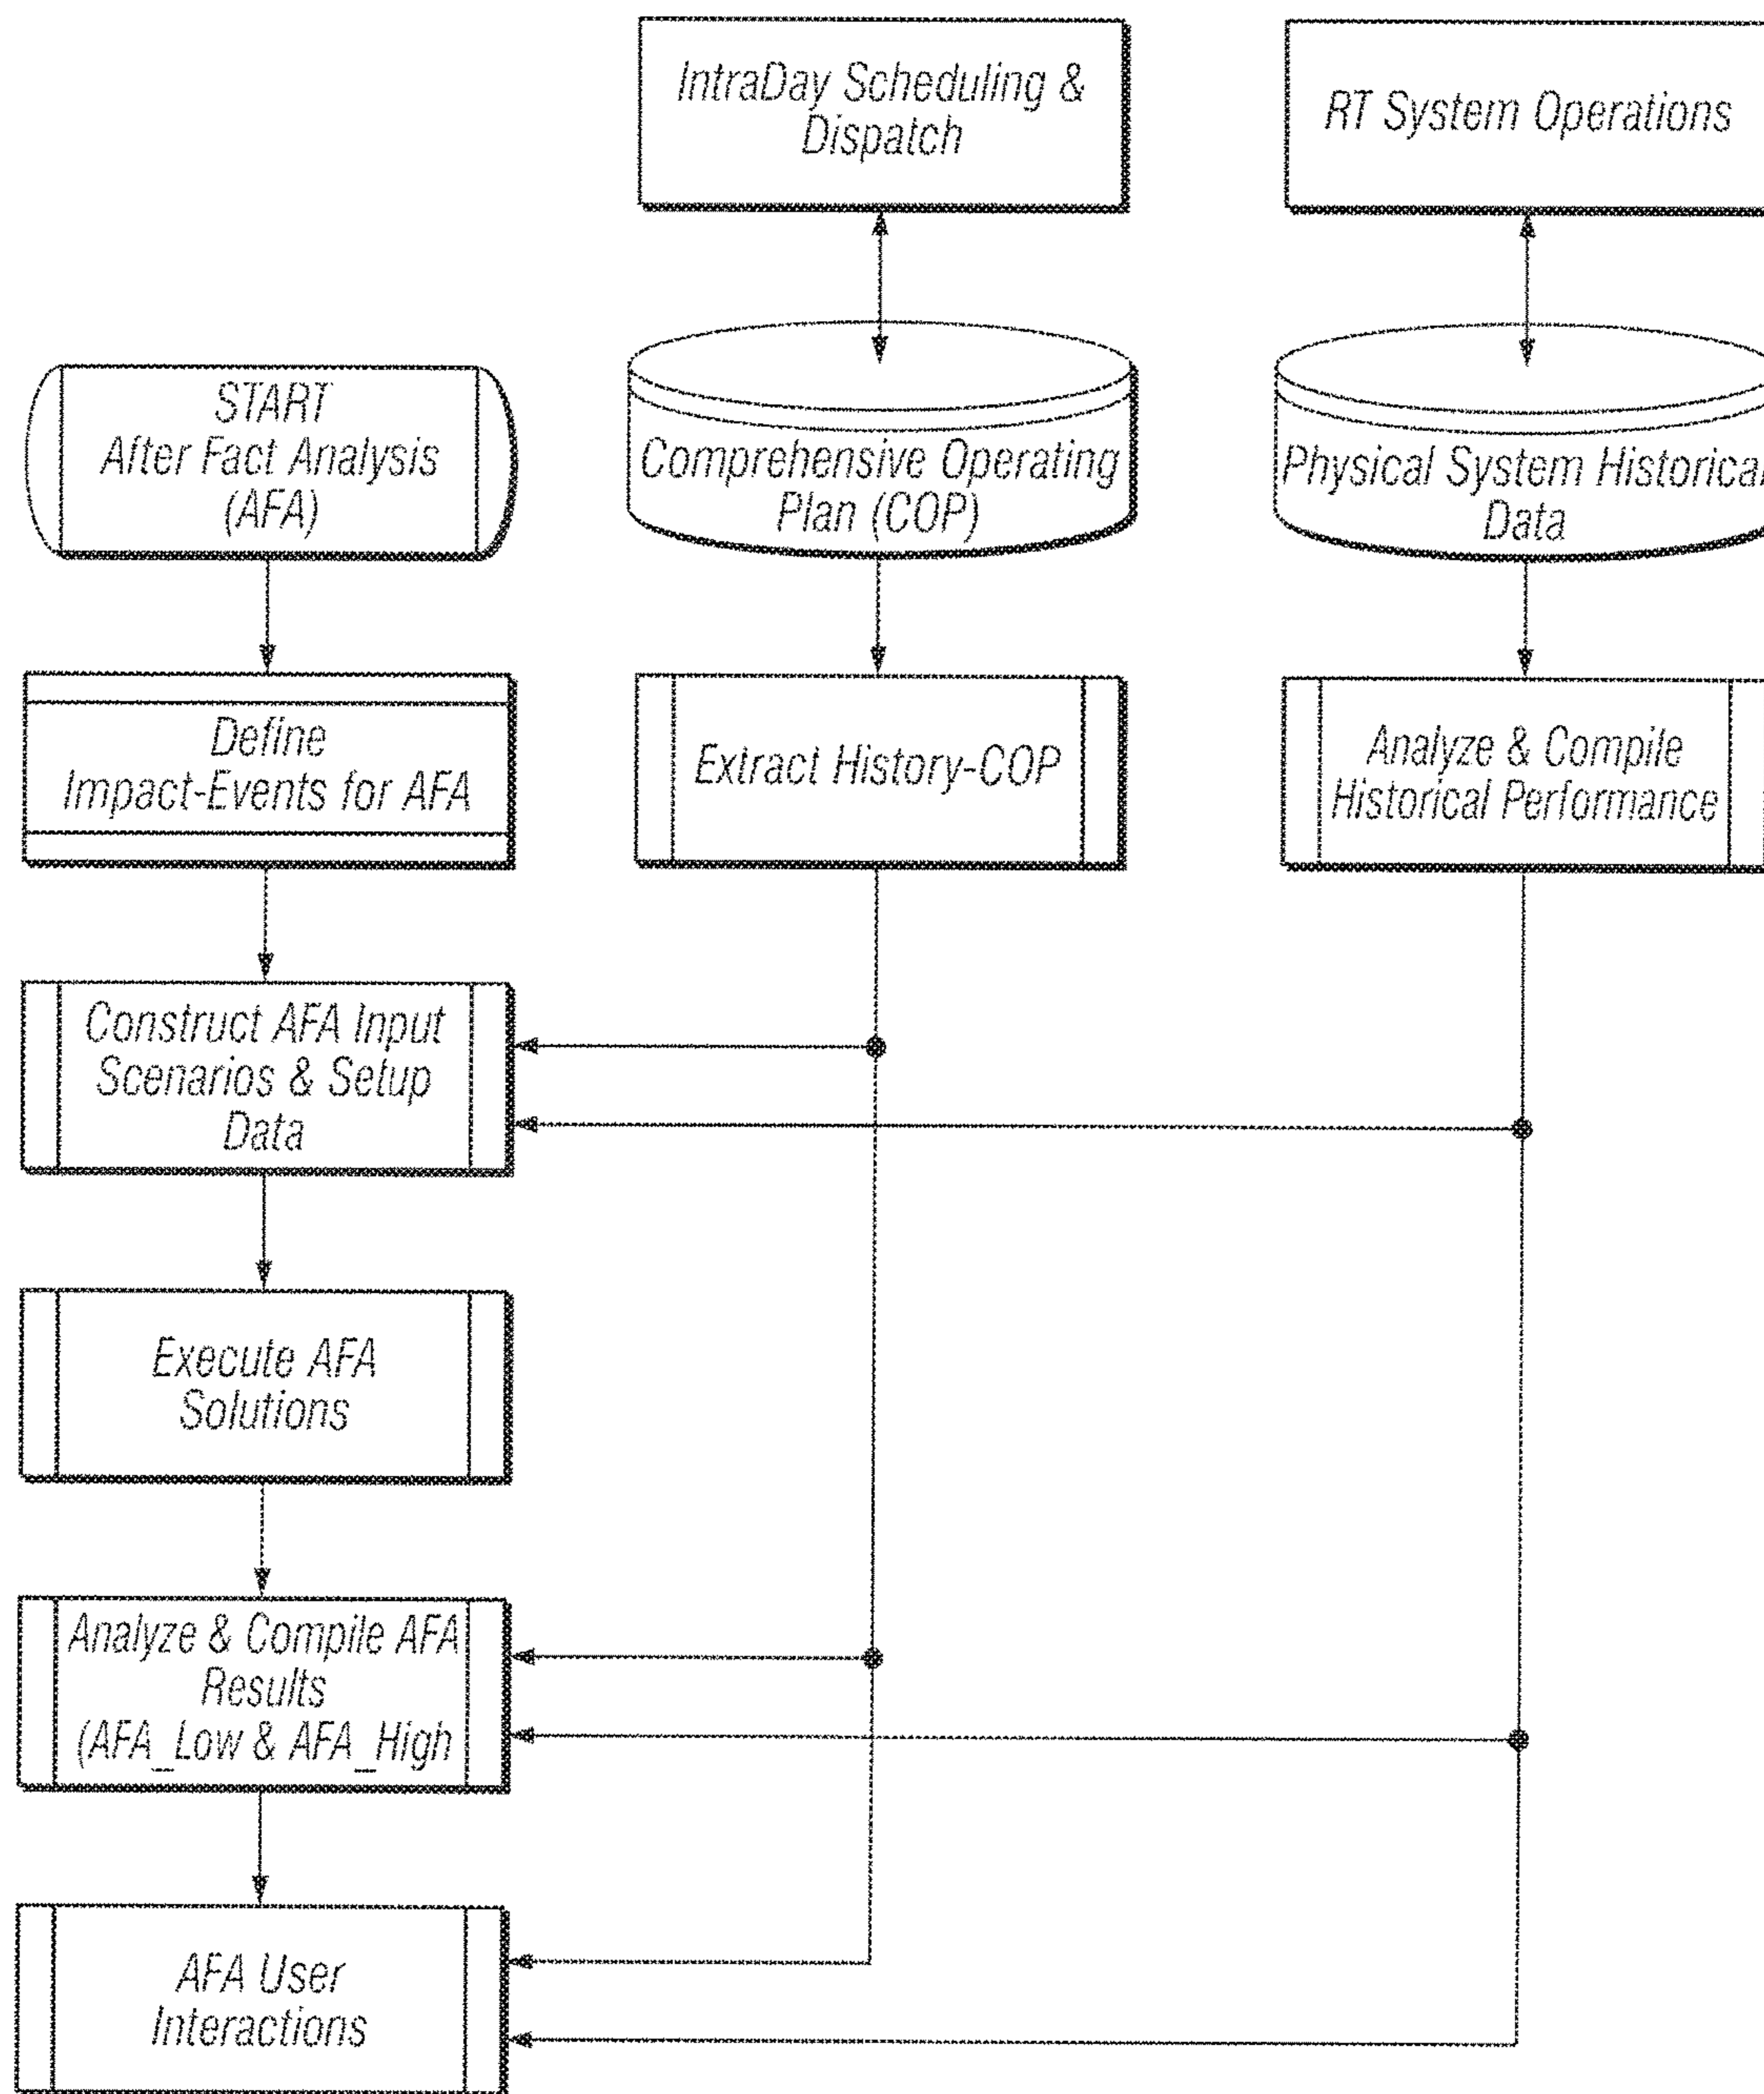 IntraDay Scheduling &
Dispatch
RT System Operations
START
After Fact Analysis
(AFA)
Comprehensive Operating
Plan (COP)
Physical System Historical
Data
Define
Impact-Events for AFA
Extract History-COP
Analyze & Compile
Historical Performance
Construct AFA Input
Scenarios & Setup
Data
Execute AFA
Solutions
Analyze & Compile AFA
Results
(AFA_Low & AFA_High
AFA User
Interactions